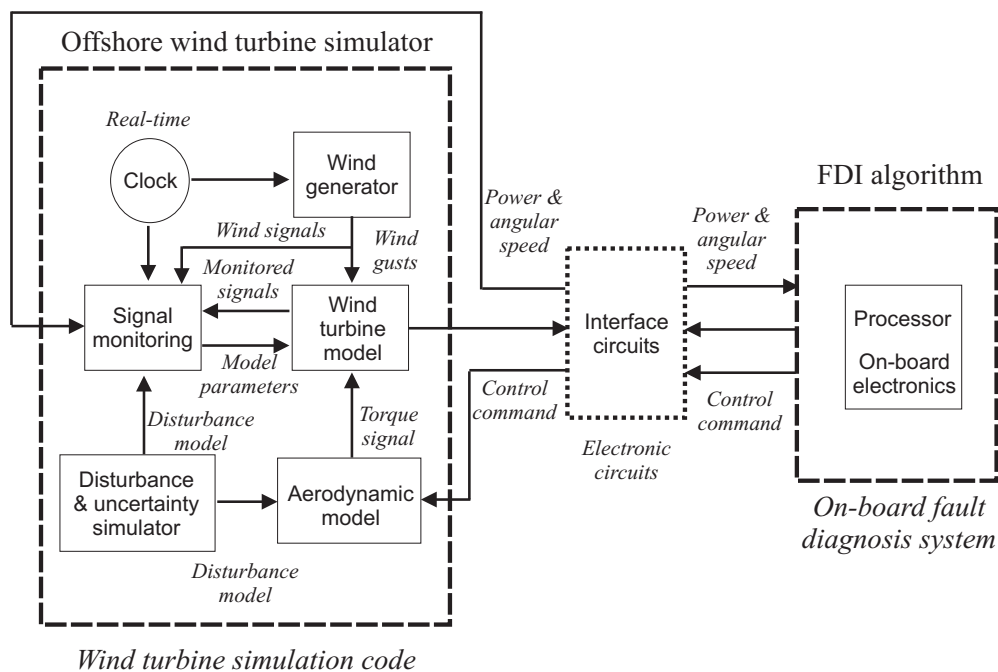 Offshore wind turbine simulator
Real-time
Clock
Wind
generator
Wind signals
Wind
gusts
Monitored
signals
Signal
monitoring
Wind
turbine
model
Model
parameters
Disturbance
model
Torque
signal
Disturbance
& uncertainty
simulator
Aerodynamic
model
Disturbance
model
Wind turbine simulation code
Power &
angular
speed
Interface
circuits
Control
command
Electronic
circuits
Power &
angular
speed
Control
command
FDI algorithm
Processor
On-board
electronics
On-board fault
diagnosis system